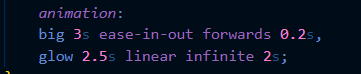 animation:
big 3s ease-in-out forwards 0.2s,
glow 2.5s linear infinite 2s;
}